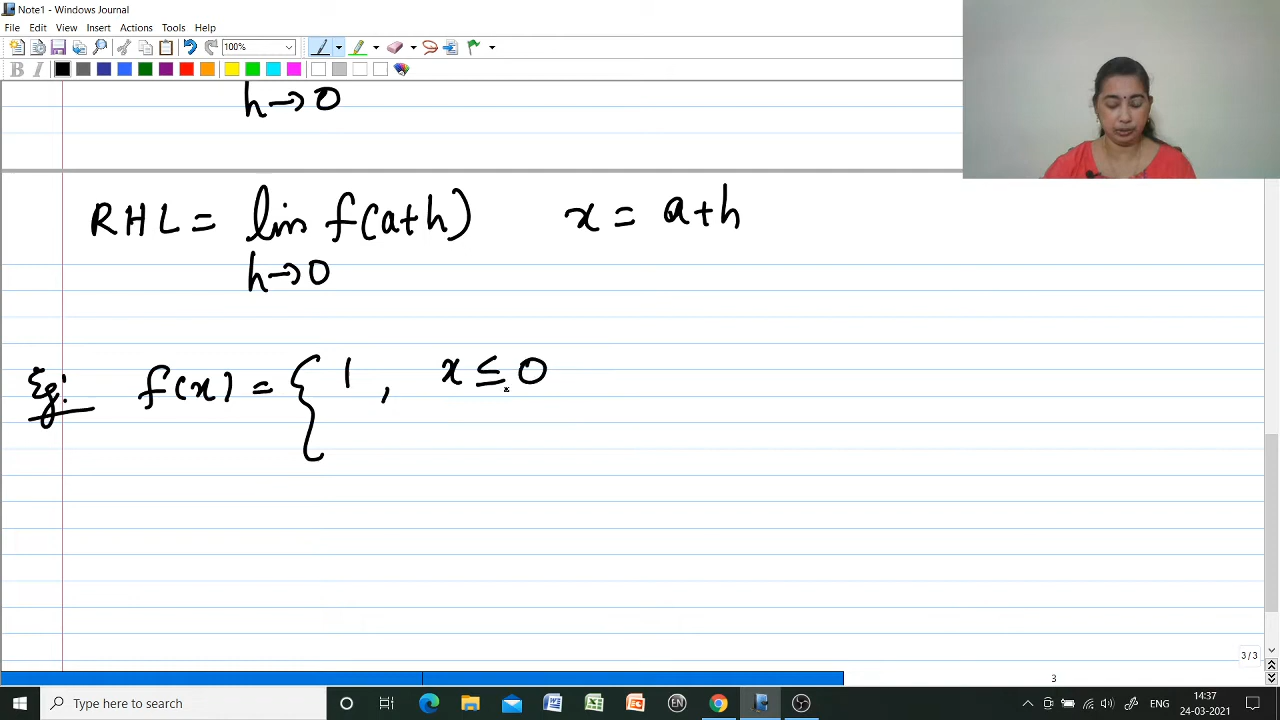 Note1 - Windows Journal
File Edit View Insert Actions Tools Help
100%
B I
h→0
RHL = lim f(a+h) x = a+h
h→0
Eg: f(x) = { 1 , x ≤ 0
3/3
3
Type here to search
EN
ENG
14:37
24-03-2021